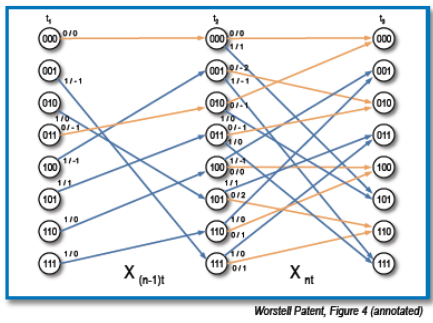 t₁ t₂ t₃
000 0 / 0 000 0 / 0 000
1 / 1
001 1 / -1 001 0 / -2 001
1 / -1
010 010 0 / -1 010
1 / 0 1 / 0
011 0 / -1 011 0 / -1 011
1 / 0
100 1 / -1 100 1 / -1 100
0 / 0
101 1 / 1 101 1 / 1 101
0 / 2
110 1 / 0 110 1 / 0 110
0 / 1
111 1 / 0 111 1 / 0 111
0 / 1
X (n-1)t X nt
Worstell Patent, Figure 4 (annotated)